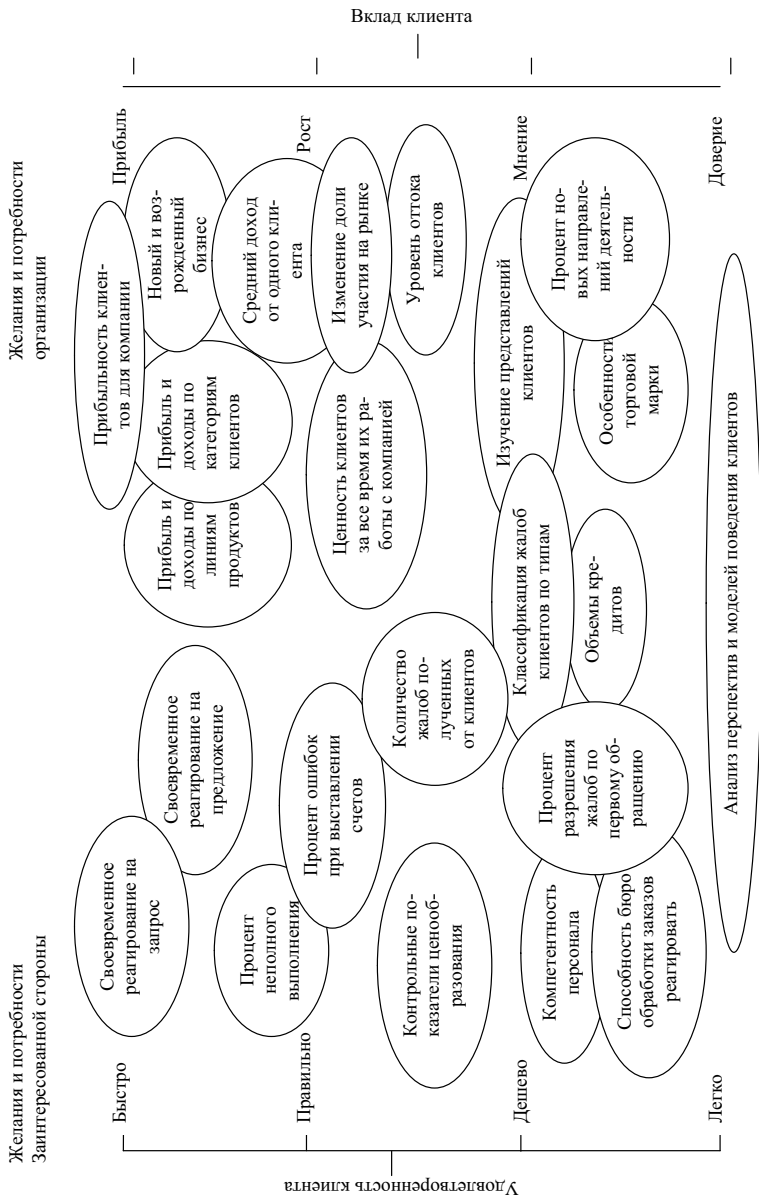 Желания и потребности
Заинтересованной стороны
Желания и потребности
организации
Удовлетворенность клиента
Быстро
Правильно
Дешево
Легко
Своевременное
реагирование на
запрос
Своевременное
реагирование на
предложение
Процент
неполного
выполнения
Процент ошибок
при выставлении
счетов
Контрольные по-
казатели ценооб-
разования
Количество
жалоб по-
лученных
от клиентов
Компетентность
персонала
Способность бюро
обработки заказов
реагировать
Процент
разрешения
жалоб по
первому об-
ращению
Классификация жалоб
клиентов по типам
Объемы кре-
дитов
Прибыль и
доходы по
линиям
продуктов
Прибыль и
доходы по
категориям
клиентов
Прибыльность клиен-
тов для компании
Новый и воз-
рожденный
бизнес
Средний доход
от одного кли-
ента
Ценность клиентов
за все время их ра-
боты с компанией
Изменение доли
участия на рынке
Уровень оттока
клиентов
Изучение представлений
клиентов
Особенности
торговой
марки
Процент но-
вых направле-
ний деятель-
ности
Анализ перспектив и моделей поведения клиентов
Прибыль
Рост
Мнение
Доверие
Вклад клиента